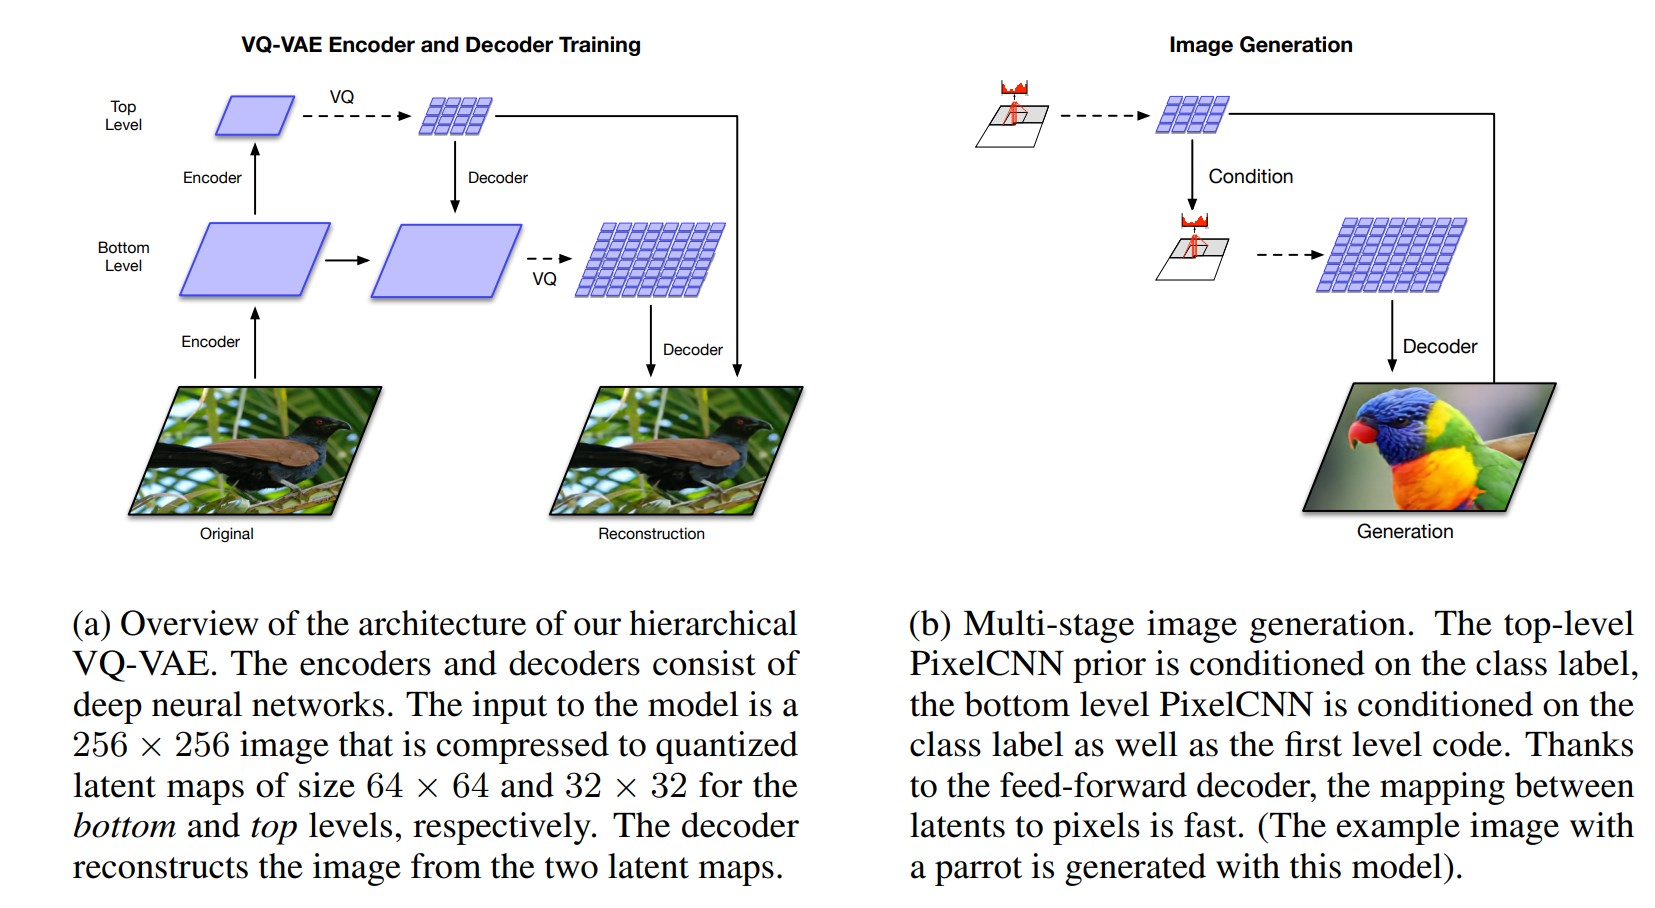 VQ-VAE Encoder and Decoder Training
Top
Level
VQ
Encoder
Decoder
Bottom
Level
VQ
Encoder
Decoder
Original
Reconstruction
Image Generation
Condition
Decoder
Generation
(a) Overview of the architecture of our hierarchical
VQ-VAE. The encoders and decoders consist of
deep neural networks. The input to the model is a
256 × 256 image that is compressed to quantized
latent maps of size 64 × 64 and 32 × 32 for the
bottom and top levels, respectively. The decoder
reconstructs the image from the two latent maps.
(b) Multi-stage image generation. The top-level
PixelCNN prior is conditioned on the class label,
the bottom level PixelCNN is conditioned on the
class label as well as the first level code. Thanks
to the feed-forward decoder, the mapping between
latents to pixels is fast. (The example image with
a parrot is generated with this model).